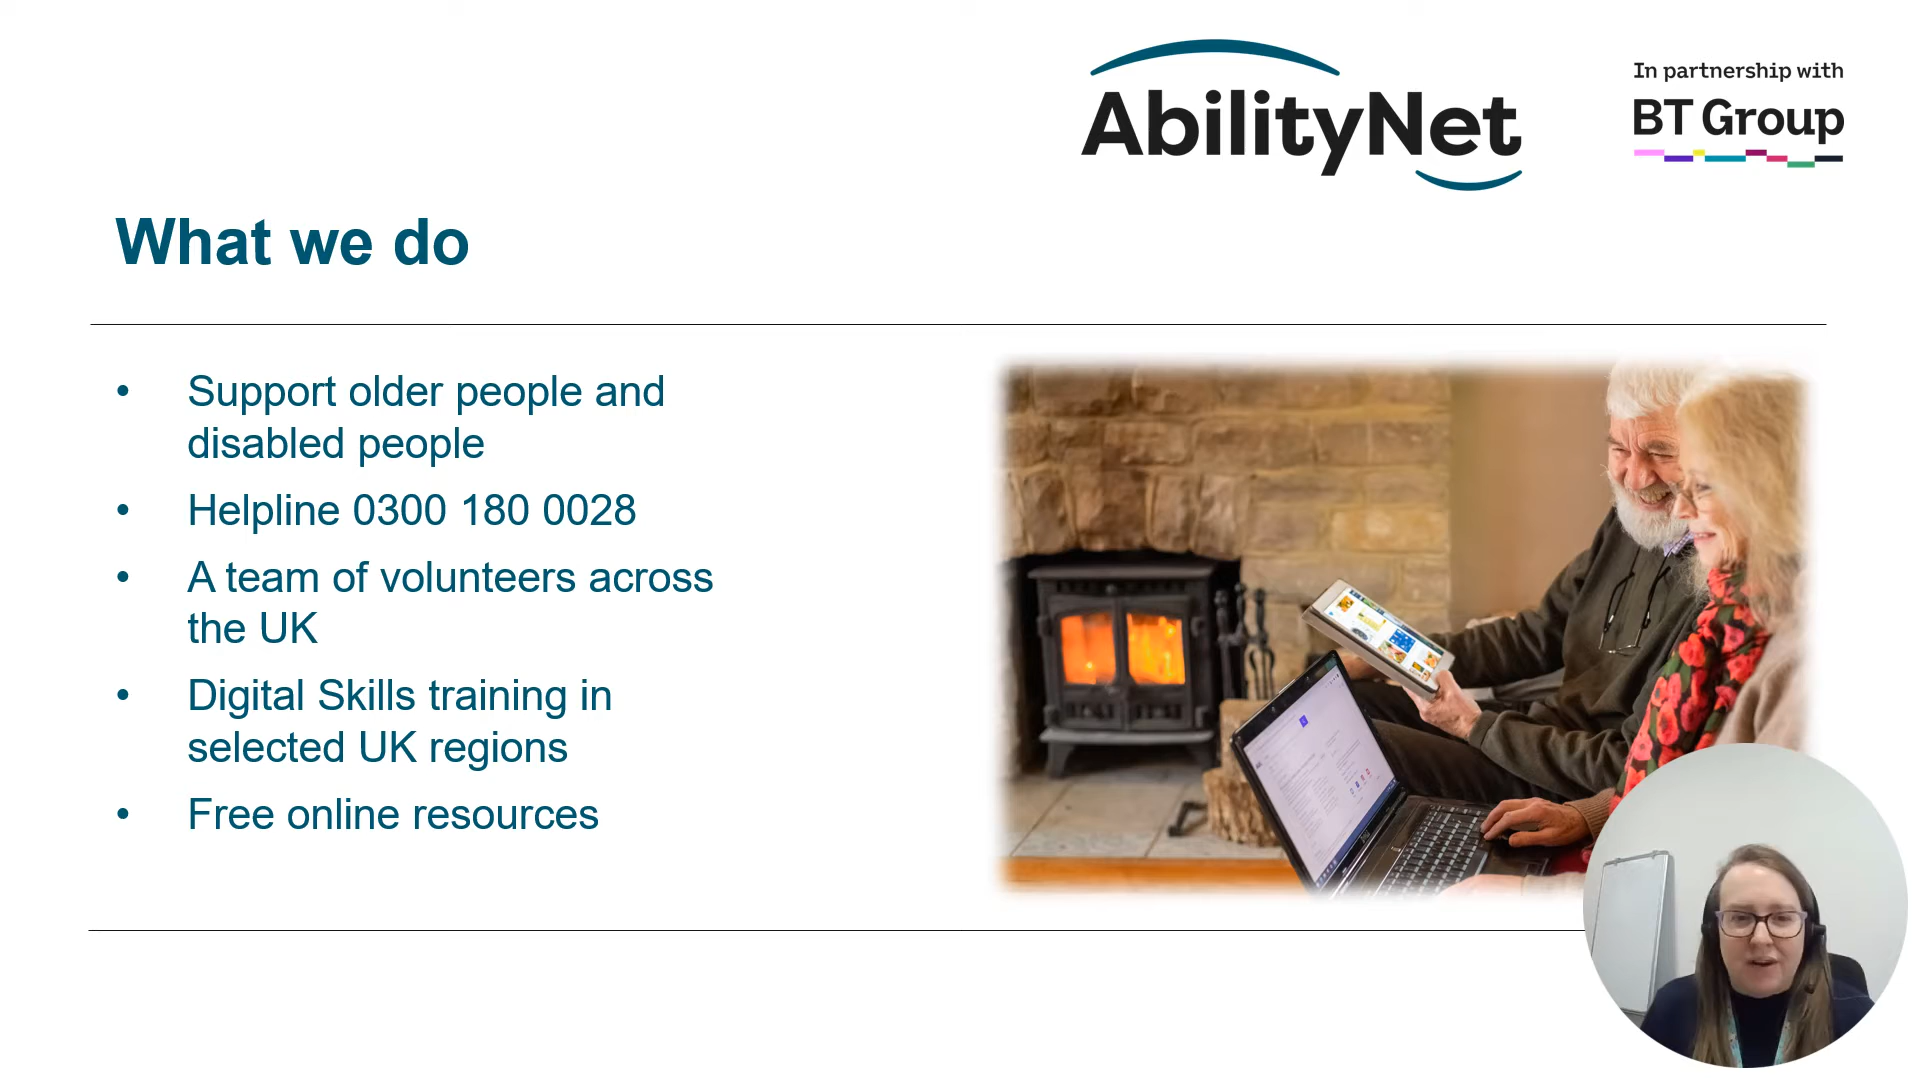 AbilityNet
In partnership with
BT Group
What we do
• Support older people and
disabled people
• Helpline 0300 180 0028
• A team of volunteers across
the UK
• Digital Skills training in
selected UK regions
• Free online resources